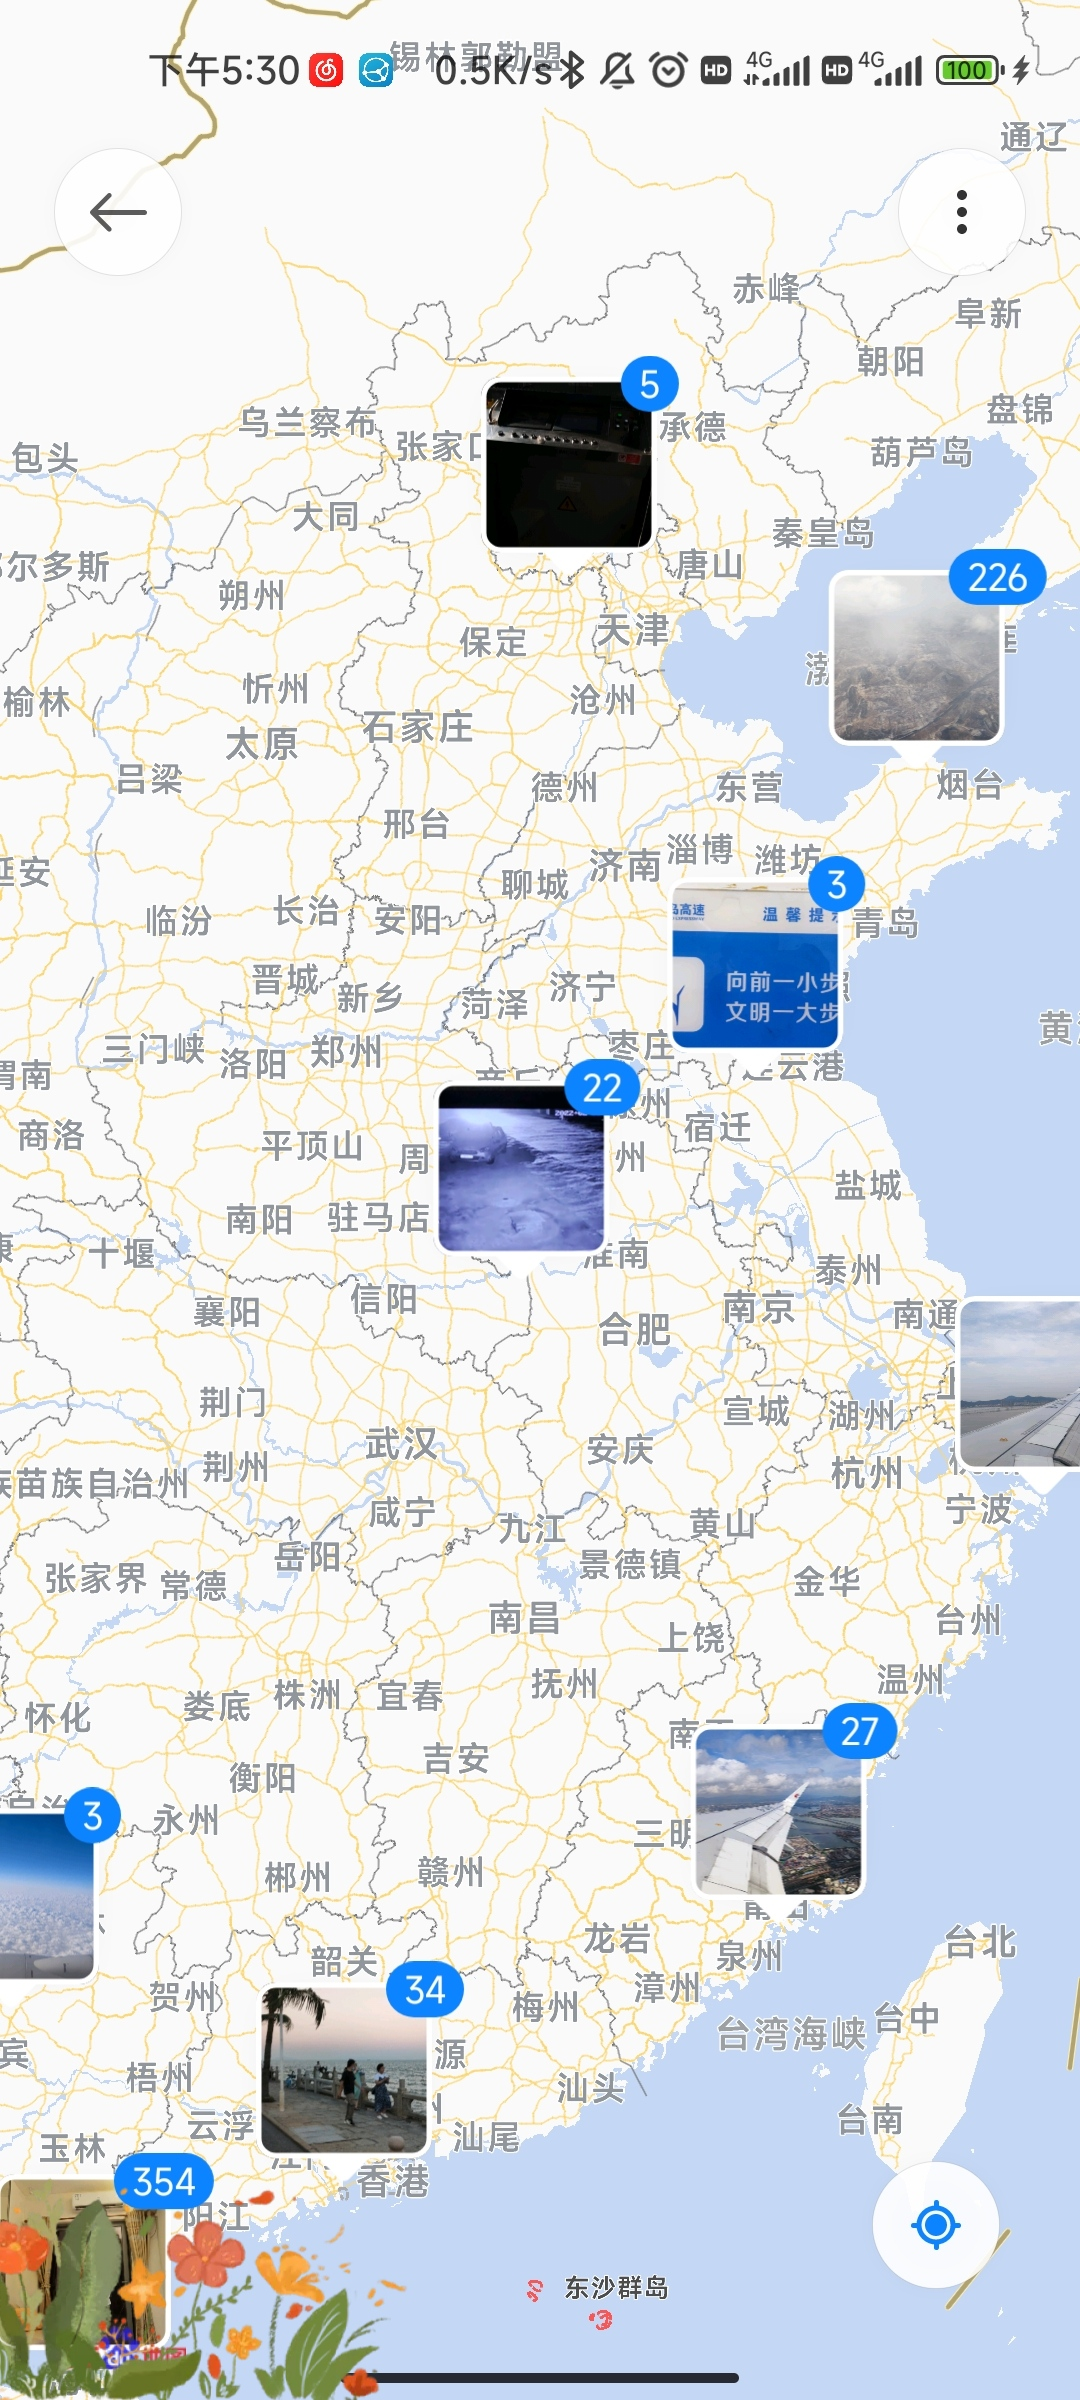 下午5:30 0.5K/s HD 4G HD 4G 100
锡林郭勒盟
通辽
赤峰
阜新
朝阳
盘锦
5
乌兰察布
张家口
承德
包头
葫芦岛
大同
秦皇岛
尔多斯
唐山
226
朔州
保定
天津
渤
忻州
榆林
沧州
石家庄
太原
吕梁
德州
东营
烟台
邢台
济南
淄博
潍坊
延安
聊城
3
临汾
长治
安阳
岛高速
温馨提示
青岛
晋城
新乡
菏泽
济宁
向前一小步
文明一大步
黄
三门峡
洛阳
郑州
枣庄
渭南
云港
22
州
2022
商洛
平顶山
周
州
宿迁
盐城
南阳
驻马店
十堰
淮南
泰州
襄阳
信阳
合肥
南京
南通
荆门
宣城
湖州
武汉
安庆
族苗族自治州
荆州
杭州
咸宁
九江
黄山
宁波
岳阳
景德镇
张家界
常德
金华
南昌
上饶
台州
怀化
娄底
株洲
宜春
抚州
温州
27
衡阳
吉安
3
永州
三明
郴州
赣州
莆田
龙岩
泉州
台北
韶关
34
贺州
梅州
漳州
台中
台湾海峡
宾
源
梧州
汕头
台南
云浮
汕尾
玉林
354
香港
阳江
东沙群岛